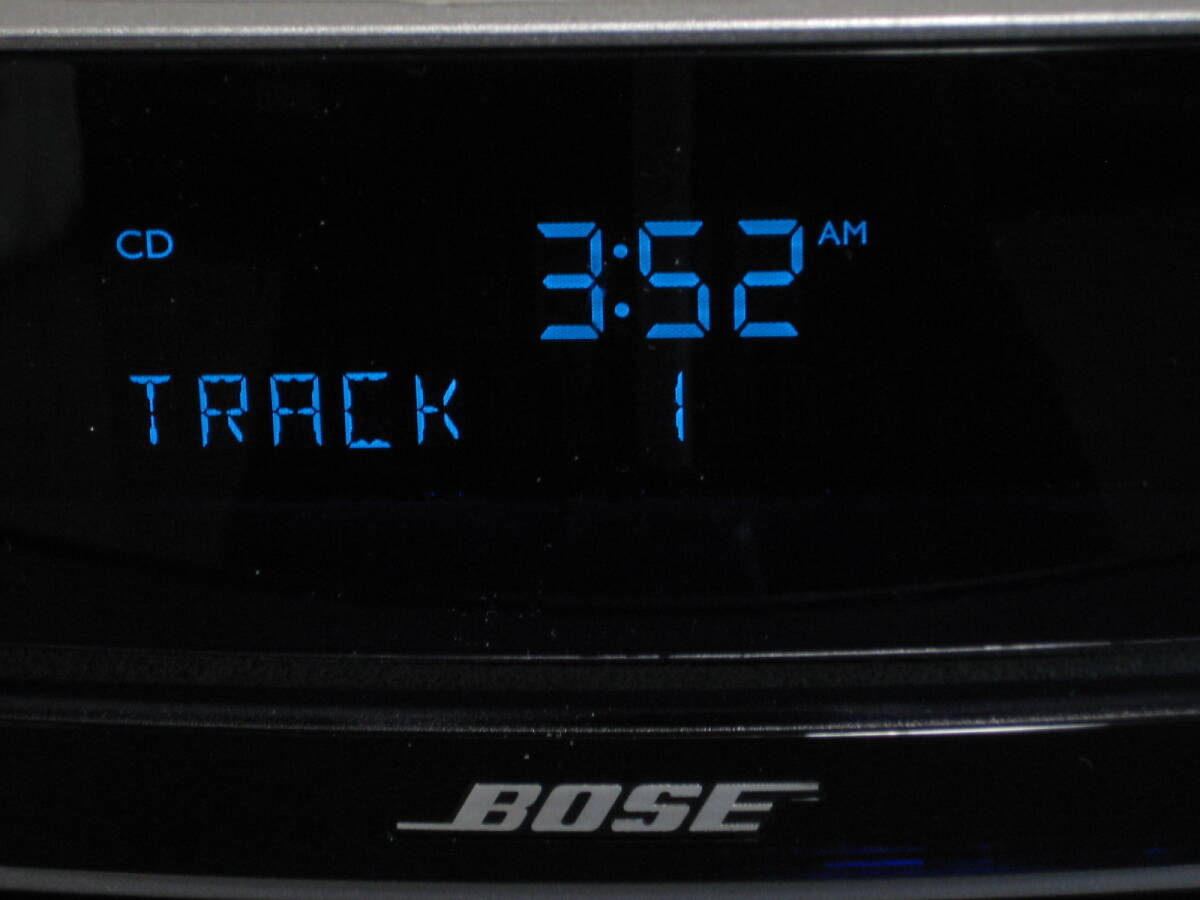 CD 3:52 AM
TRACK 1
BOSE